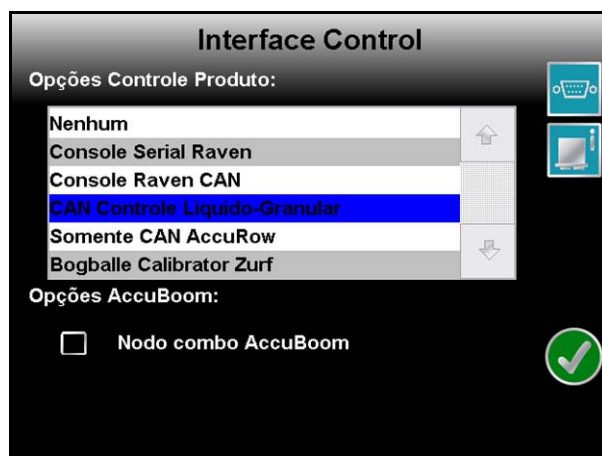 Interface Control
Opções Controle Produto:
Nenhum
Console Serial Raven
Console Raven CAN
CAN Controle Liquido-Granular
Somente CAN AccuRow
Bogballe Calibrator Zurf
Opções AccuBoom:
Nodo combo AccuBoom